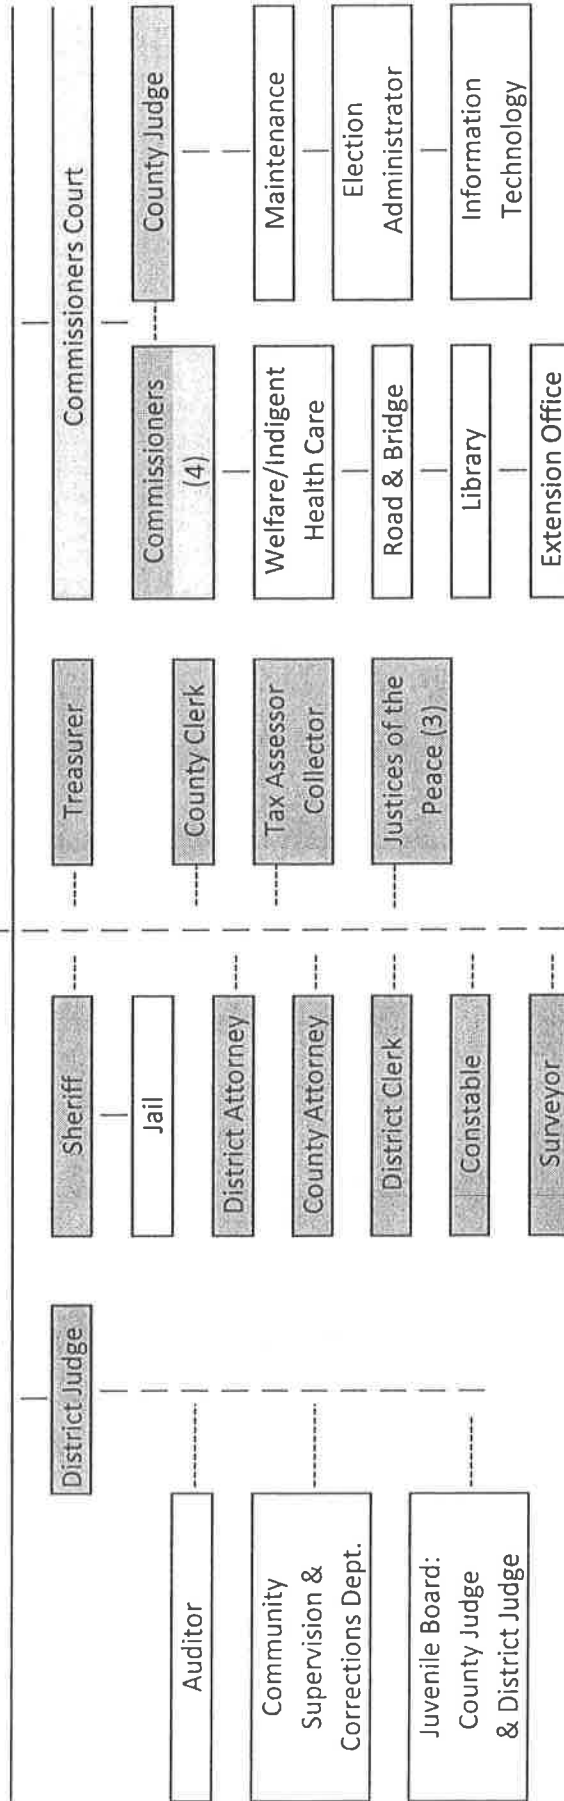 District Judge
Auditor
Community
Supervision &
Corrections Dept.
Juvenile Board:
County Judge
& District Judge
Sheriff
Jail
District Attorney
County Attorney
District Clerk
Constable
Surveyor
Treasurer
County Clerk
Tax Assessor
Collector
Justices of the
Peace (3)
Commissioners Court
Commissioners
(4)
Welfare/Indigent
Health Care
Road & Bridge
Library
Extension Office
County Judge
Maintenance
Election
Administrator
Information
Technology